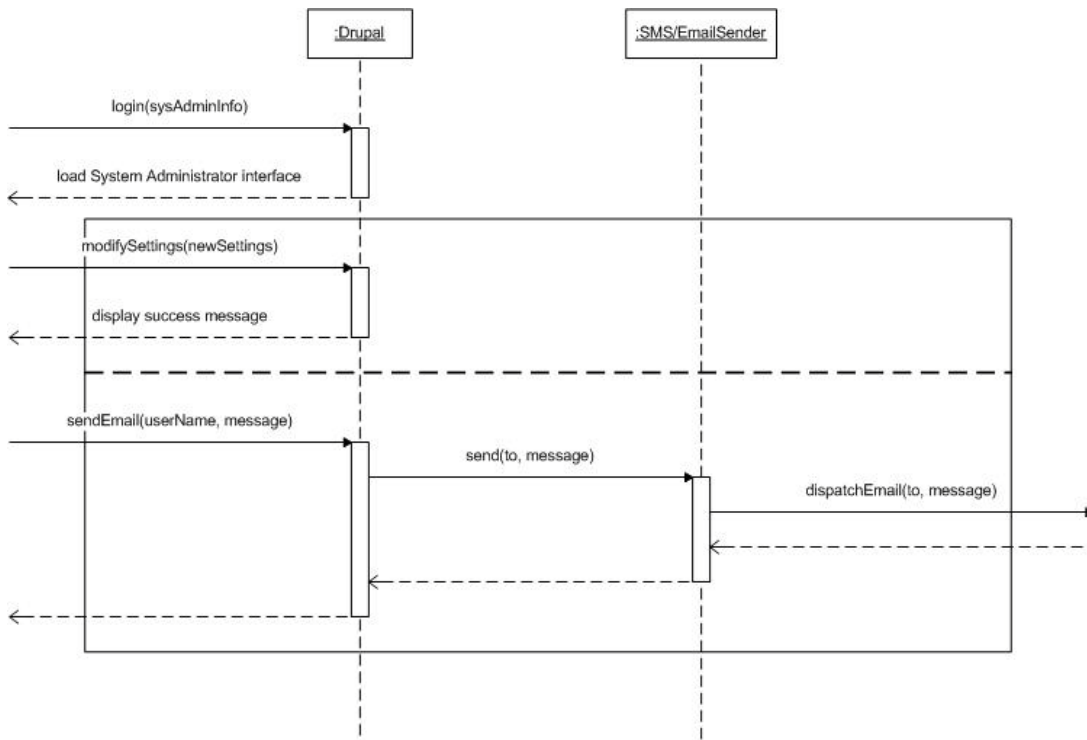 :Drupal
:SMS/EmailSender
login(sysAdminInfo)
load System Administrator interface
modifySettings(newSettings)
display success message
sendEmail(userName, message)
send(to, message)
dispatchEmail(to, message)